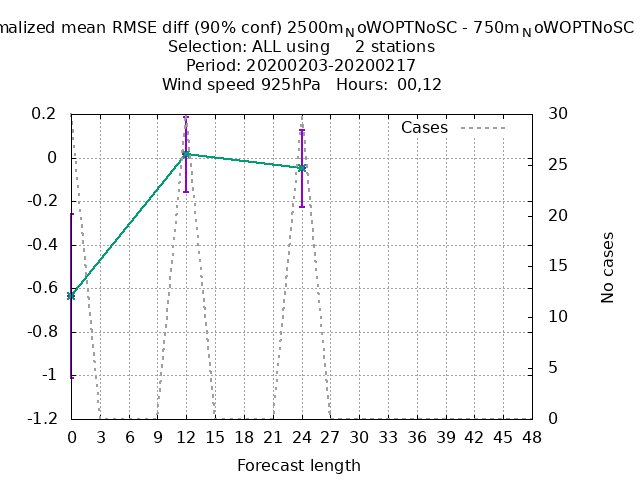 malized mean RMSE diff (90% conf) 2500mNoWOPTNoSC - 750mNoWOPTNoSC
Selection: ALL using 2 stations
Period: 20200203-20200217
Wind speed 925hPa Hours: 00,12
Cases
0.2
0
-0.2
-0.4
-0.6
-0.8
-1
-1.2
30
25
20
15
10
5
0
No cases
0 3 6 9 12 15 18 21 24 27 30 33 36 39 42 45 48
Forecast length